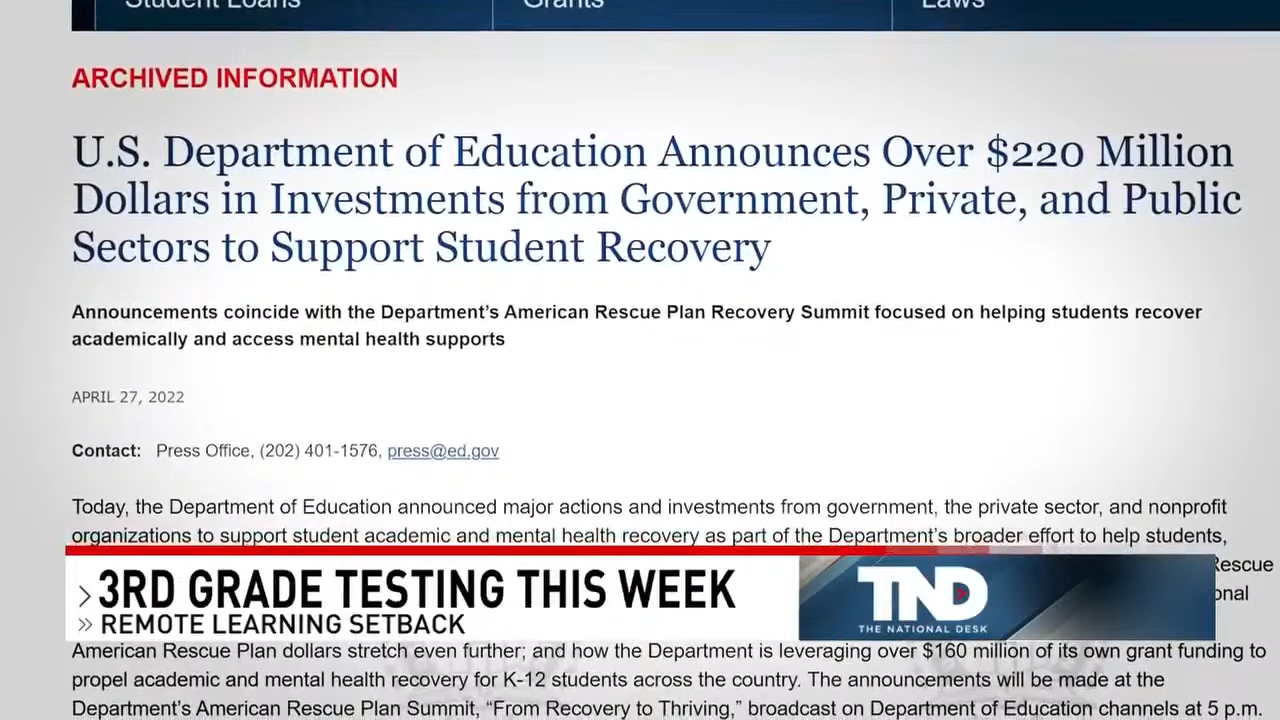 Student Loans
Grants
Laws
ARCHIVED INFORMATION
U.S. Department of Education Announces Over $220 Million
Dollars in Investments from Government, Private, and Public
Sectors to Support Student Recovery
Announcements coincide with the Department's American Rescue Plan Recovery Summit focused on helping students recover
academically and access mental health supports
APRIL 27, 2022
Contact: Press Office, (202) 401-1576, press@ed.gov
Today, the Department of Education announced major actions and investments from government, the private sector, and nonprofit
organizations to support student academic and mental health recovery as part of the Department's broader effort to help students,
Rescue
onal
> 3RD GRADE TESTING THIS WEEK
» REMOTE LEARNING SETBACK
TND
THE NATIONAL DESK
American Rescue Plan dollars stretch even further; and how the Department is leveraging over $160 million of its own grant funding to
propel academic and mental health recovery for K-12 students across the country. The announcements will be made at the
Department's American Rescue Plan Summit, “From Recovery to Thriving,” broadcast on Department of Education channels at 5 p.m.